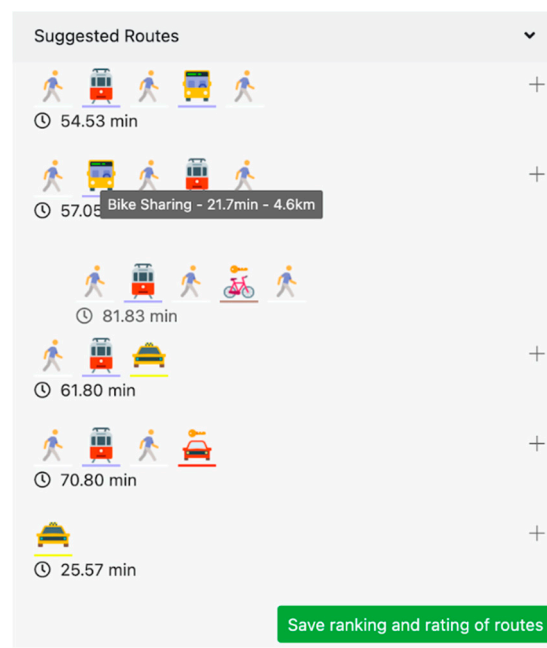 Suggested Routes
54.53 min
57.05
Bike Sharing - 21.7min - 4.6km
81.83 min
61.80 min
70.80 min
25.57 min
Save ranking and rating of routes